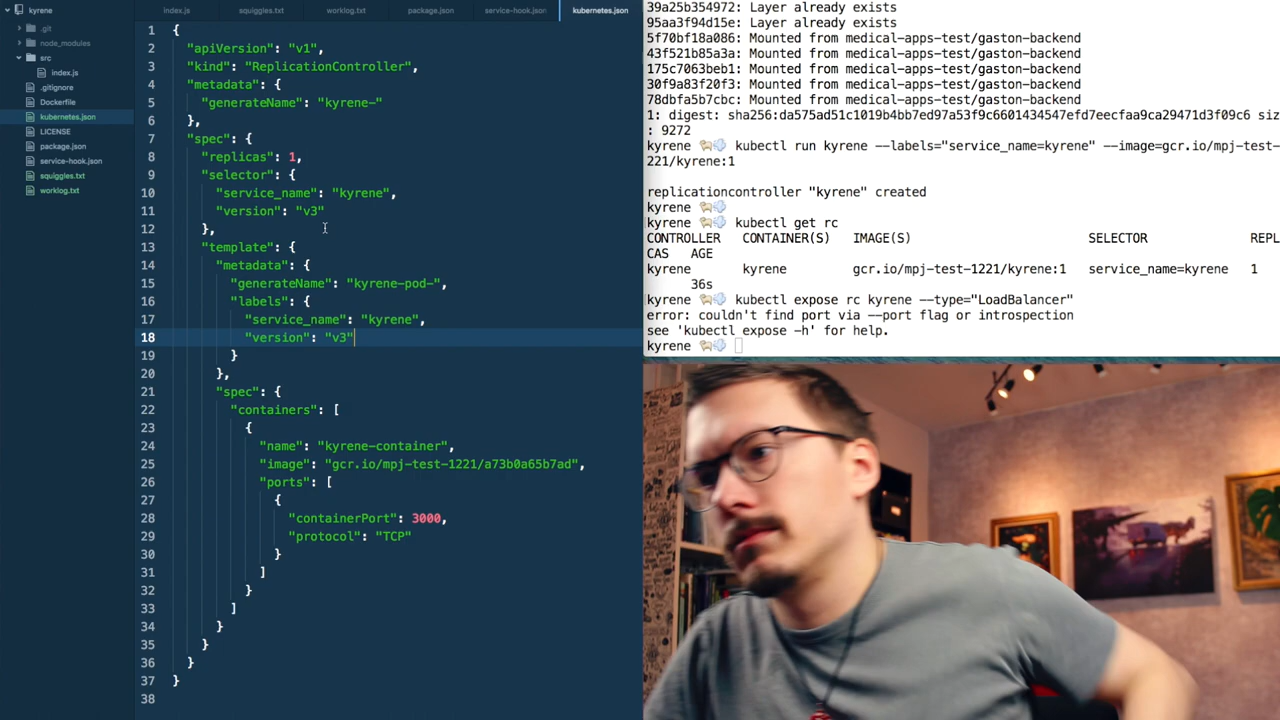 kyrene
.git
node_modules
src
index.js
.gitignore
Dockerfile
kubernetes.json
LICENSE
package.json
service-hook.json
squiggles.txt
worklog.txt
index.js squiggles.txt worklog.txt package.json service-hook.json kubernetes.json
1 {
2 "apiVersion": "v1",
3 "kind": "ReplicationController",
4 "metadata": {
5 "generateName": "kyrene-"
6 },
7 "spec": {
8 "replicas": 1,
9 "selector": {
10 "service_name": "kyrene",
11 "version": "v3"
12 },
13 "template": {
14 "metadata": {
15 "generateName": "kyrene-pod-",
16 "labels": {
17 "service_name": "kyrene",
18 "version": "v3"
19 }
20 },
21 "spec": {
22 "containers": [
23 {
24 "name": "kyrene-container",
25 "image": "gcr.io/mpj-test-1221/a73b0a65b7ad",
26 "ports": [
27 {
28 "containerPort": 3000,
29 "protocol": "TCP"
30 }
31 ]
32 }
33 ]
34 }
35 }
36 }
37 }
38
39a25b354972: Layer already exists
95aa3f94d15e: Layer already exists
5f70bf18a086: Mounted from medical-apps-test/gaston-backend
43f521b85a3a: Mounted from medical-apps-test/gaston-backend
175c7063beb1: Mounted from medical-apps-test/gaston-backend
30f9a83f20f3: Mounted from medical-apps-test/gaston-backend
78dbfa5b7cbc: Mounted from medical-apps-test/gaston-backend
1: digest: sha256:da575ad51c1019b4bb7ed97a53f9c6601434547efd7eecfaa9ca29471d3f09c6 siz
: 9272
kyrene kubectl run kyrene --labels="service_name=kyrene" --image=gcr.io/mpj-test-
221/kyrene:1
replicationcontroller "kyrene" created
kyrene
kyrene kubectl get rc
CONTROLLER CONTAINER(S) IMAGE(S) SELECTOR REPL
CAS AGE
kyrene kyrene gcr.io/mpj-test-1221/kyrene:1 service_name=kyrene 1
36s
kyrene kubectl expose rc kyrene --type="LoadBalancer"
error: couldn't find port via --port flag or introspection
see 'kubectl expose -h' for help.
kyrene